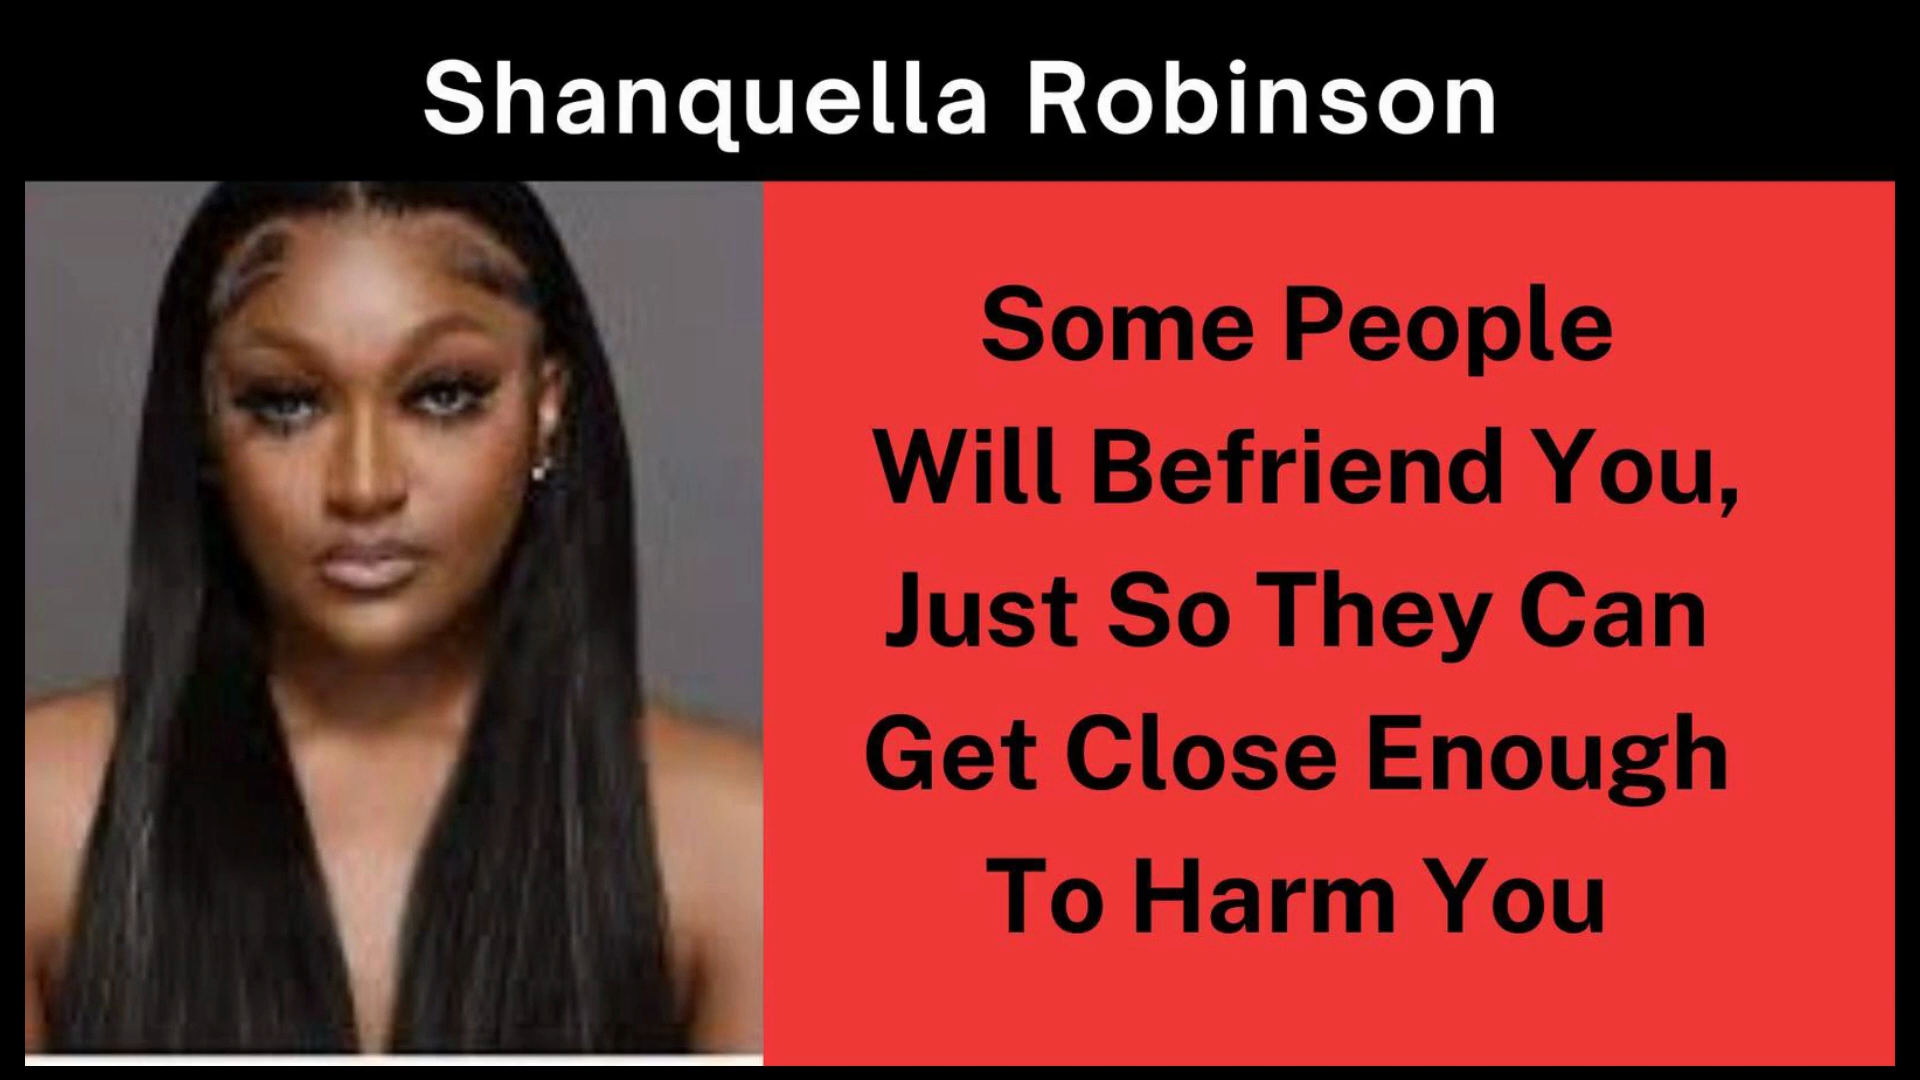 Shanquella Robinson
Some People
Will Befriend You,
Just So They Can
Get Close Enough
To Harm You